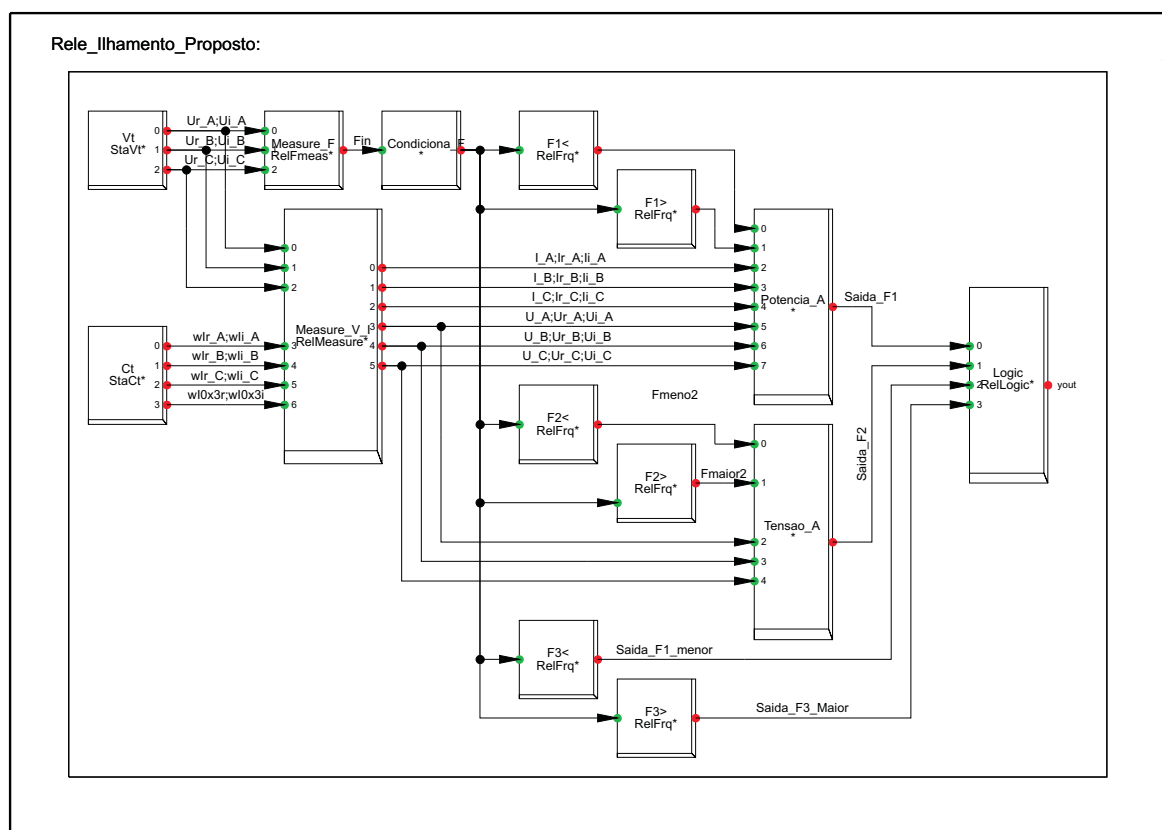 Rele_Ilhamento_Proposto:
Vt
StaVt*
0
1
2
Ur_A;Ui_A
Ur_B;Ui_B
Ur_C;Ui_C
0
1
2
Measure_F
RelFmeas*
Fin
Condiciona_F
*
F1<
RelFrq*
F1>
RelFrq*
Ct
StaCt*
0
1
2
3
wIr_A;wIi_A
wIr_B;wIi_B
wIr_C;wIi_C
wI0x3r;wI0x3i
0
1
2
3
4
5
6
Measure_V_I
RelMeasure*
0
1
2
3
4
5
I_A;Ir_A;Ii_A
I_B;Ir_B;Ii_B
I_C;Ir_C;Ii_C
U_A;Ur_A;Ui_A
U_B;Ur_B;Ui_B
U_C;Ur_C;Ui_C
0
1
2
3
4
5
6
7
Potencia_A
*
Saida_F1
Fmeno2
F2<
RelFrq*
F2>
RelFrq*
Fmaior2
0
1
2
3
4
Tensao_A
*
Saida_F2
F3<
RelFrq*
Saida_F1_menor
F3>
RelFrq*
Saida_F3_Maior
0
1
2
3
Logic
RelLogic*
yout